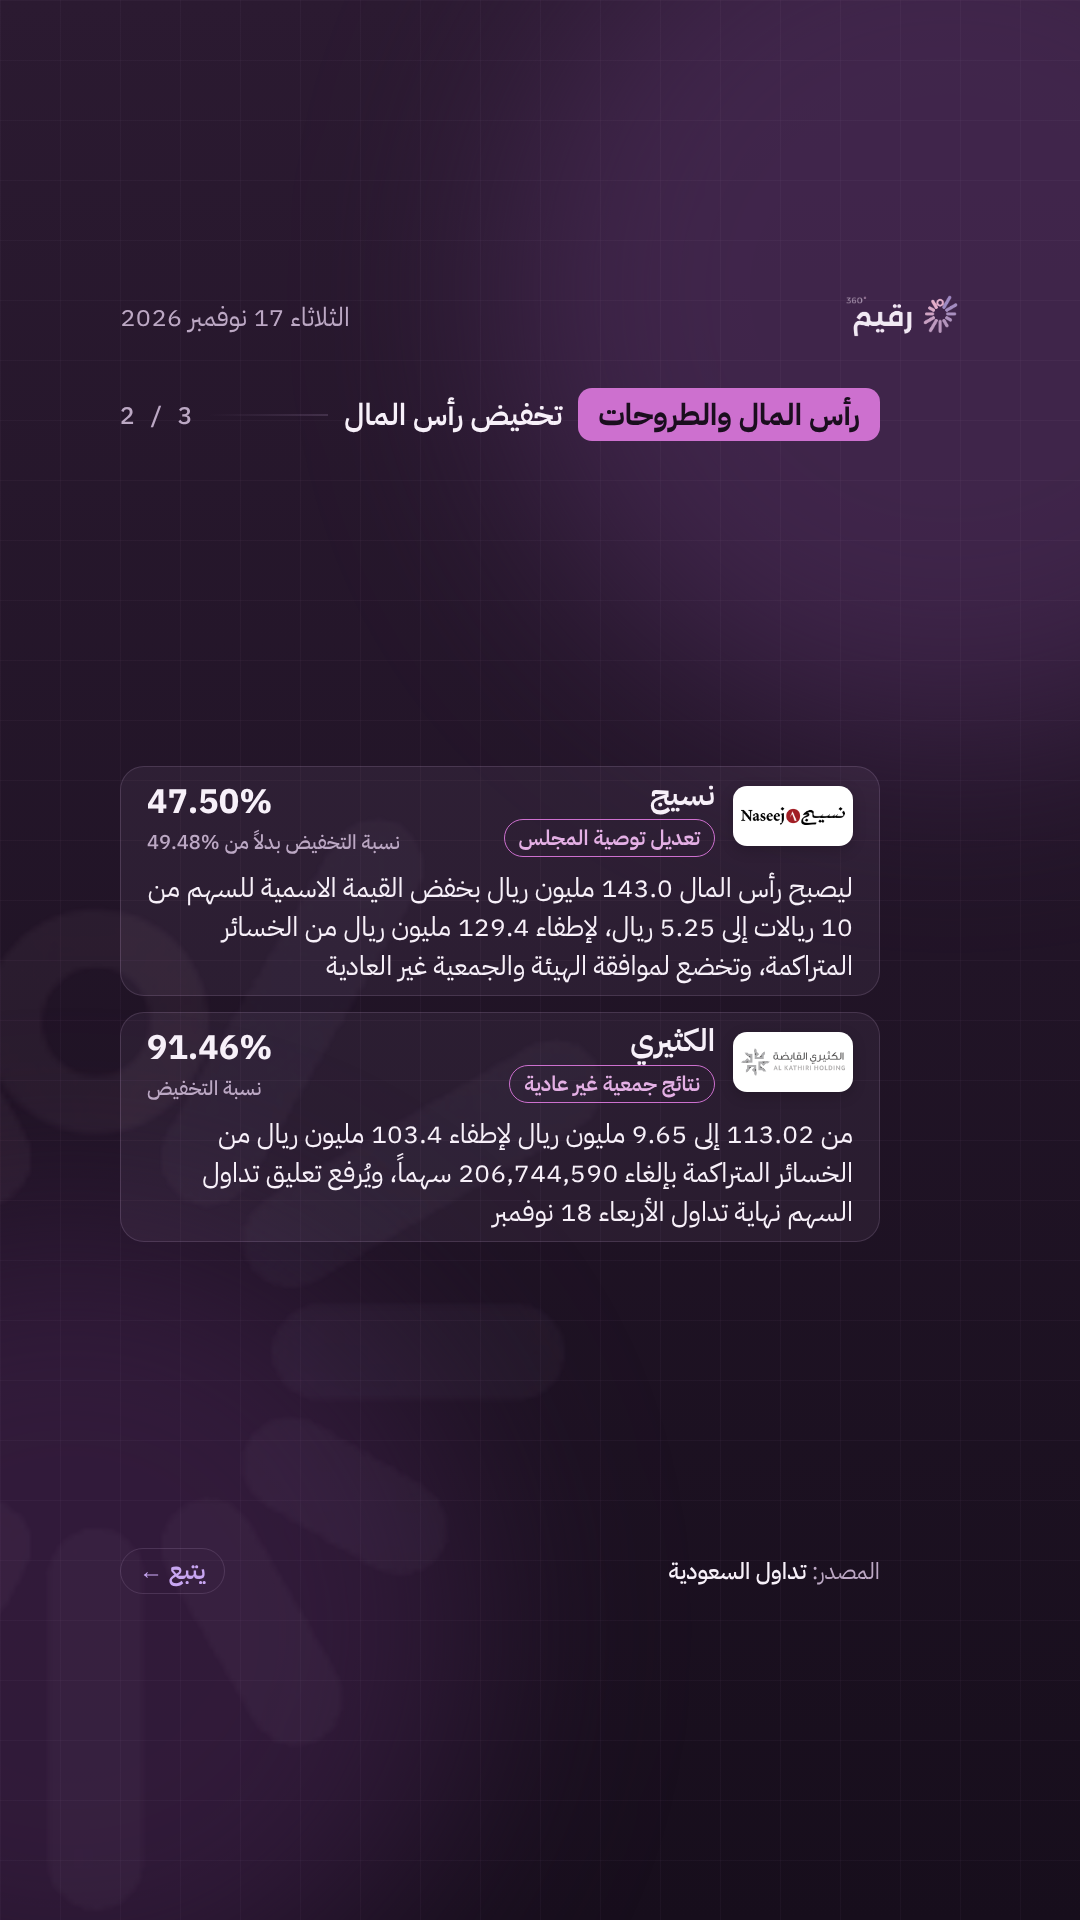 رقيم
360°
الثلاثاء 17 نوفمبر 2026
رأس المال والطروحات
تخفيض رأس المال
2 / 3
نسيج Naseej
نسيج
تعديل توصية المجلس
47.50%
نسبة التخفيض بدلاً من 49.48%
ليصبح رأس المال 143.0 مليون ريال بخفض القيمة الاسمية للسهم من
10 ريالات إلى 5.25 ريال، لإطفاء 129.4 مليون ريال من الخسائر
المتراكمة، وتخضع لموافقة الهيئة والجمعية غير العادية
الكثيري القابضة
AL KATHIRI HOLDING
الكثيري
نتائج جمعية غير عادية
91.46%
نسبة التخفيض
من 113.02 إلى 9.65 مليون ريال لإطفاء 103.4 مليون ريال من
الخسائر المتراكمة بإلغاء 206,744,590 سهماً، ويُرفع تعليق تداول
السهم نهاية تداول الأربعاء 18 نوفمبر
المصدر: تداول السعودية
يتبع ←